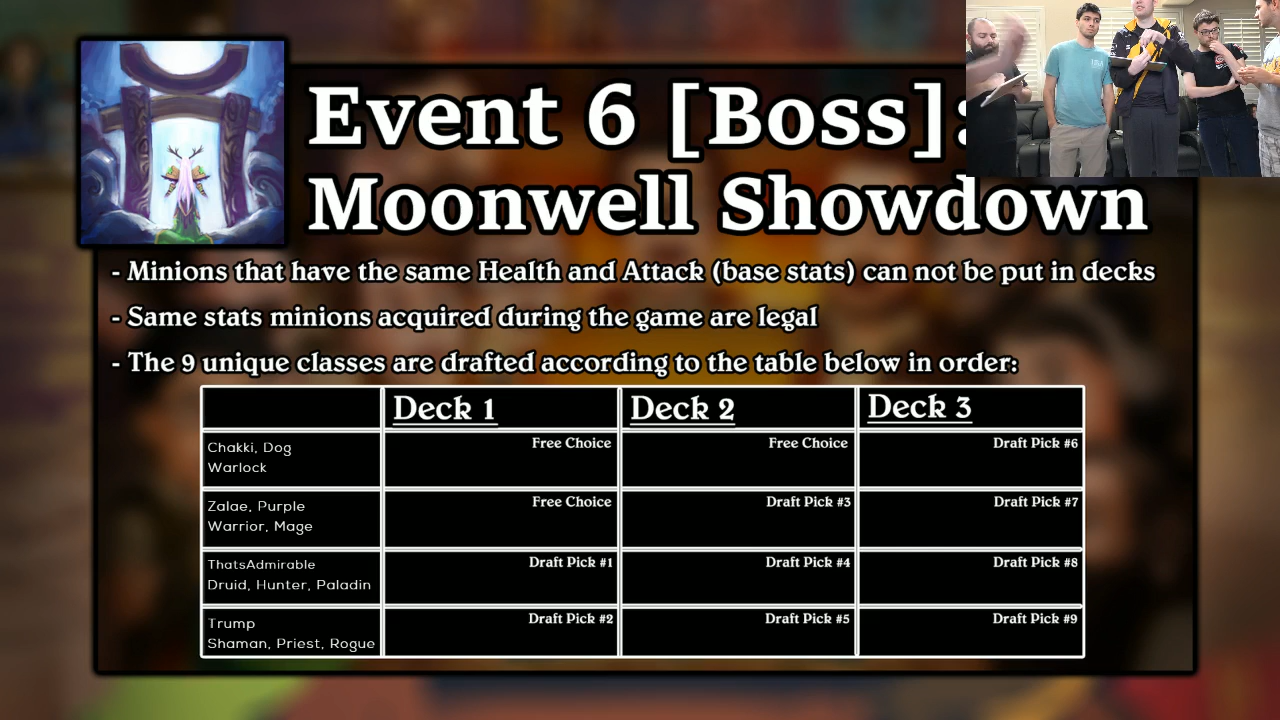 Event 6 [Boss]:
Moonwell Showdown
- Minions that have the same Health and Attack (base stats) can not be put in decks
- Same stats minions acquired during the game are legal
- The 9 unique classes are drafted according to the table below in order:
Deck 1 Deck 2 Deck 3
Chakki, Dog
Warlock
Free Choice Free Choice Draft Pick #6
Zalae, Purple
Warrior, Mage
Free Choice Draft Pick #3 Draft Pick #7
ThatsAdmirable
Druid, Hunter, Paladin
Draft Pick #1 Draft Pick #4 Draft Pick #8
Trump
Shaman, Priest, Rogue
Draft Pick #2 Draft Pick #5 Draft Pick #9